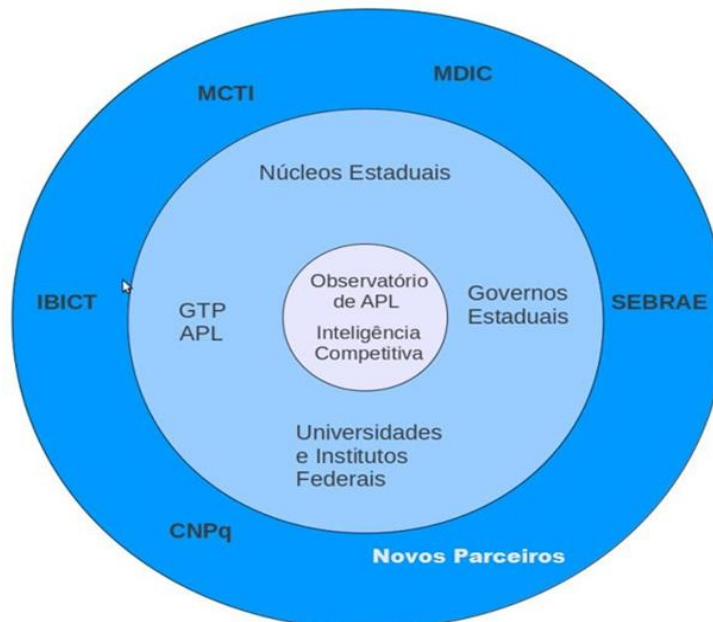 MDIC
MCTI
Núcleos Estaduais
Observatório
de APL
Inteligência
Competitiva
IBICT
GTP
APL
Governos
Estaduais
SEBRAE
Universidades
e Institutos
Federais
CNPq
Novos Parceiros